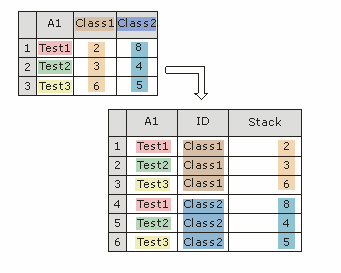 A1 Class1 Class2
1 Test1 2 8
2 Test2 3 4
3 Test3 6 5
A1 ID Stack
1 Test1 Class1 2
2 Test2 Class1 3
3 Test3 Class1 6
4 Test1 Class2 8
5 Test2 Class2 4
6 Test3 Class2 5